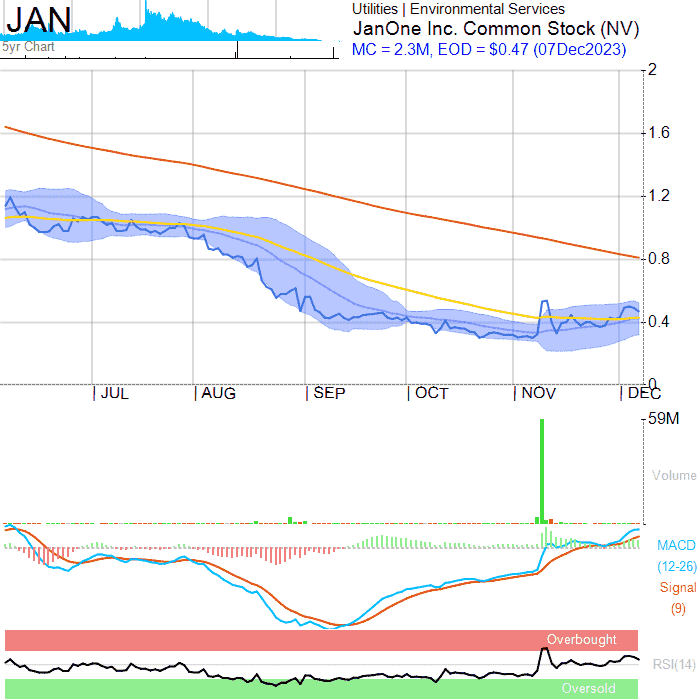 JAN
5yr Chart
Utilities | Environmental Services
JanOne Inc. Common Stock (NV)
MC = 2.3M, EOD = $0.47 (07Dec2023)
2
1.6
1.2
0.8
0.4
0
JUL AUG SEP OCT NOV DEC
59M
Volume
MACD
(12-26)
Signal
(9)
Overbought
RSI(14)
Oversold